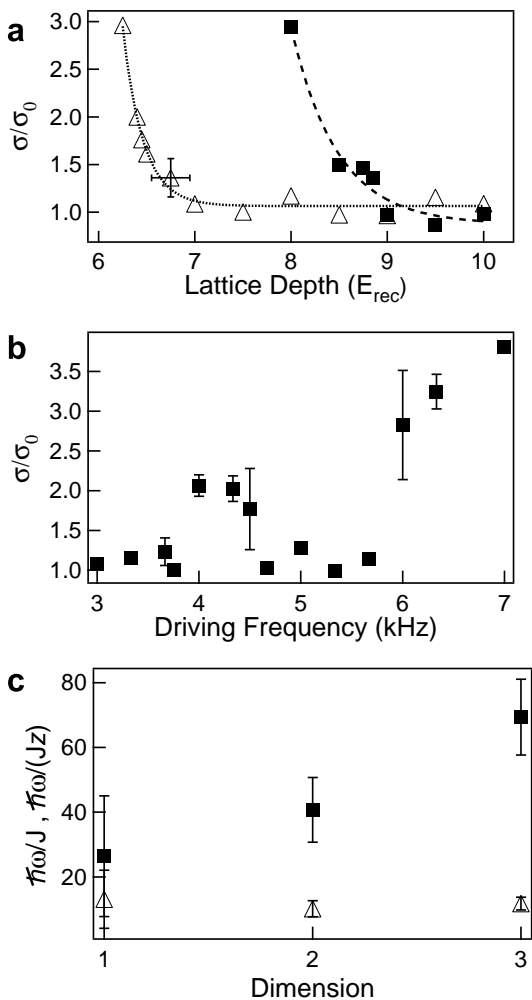 a
3.0
2.5
2.0
1.5
1.0
σ/σ0
6 7 8 9 10
Lattice Depth (Erec)
b
3.5
3.0
2.5
2.0
1.5
1.0
σ/σ0
3 4 5 6 7
Driving Frequency (kHz)
c
80
60
40
20
ℏω/J , ℏω/(Jz)
1 2 3
Dimension